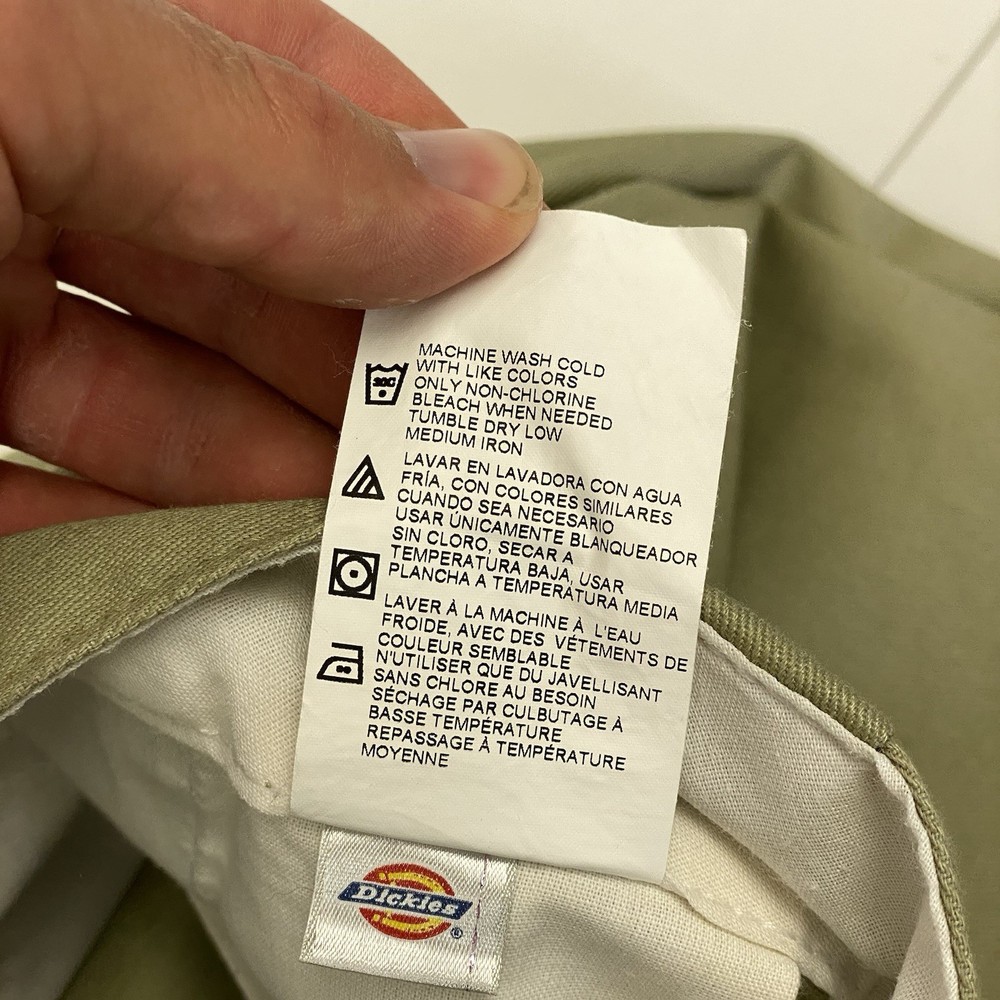 MACHINE WASH COLD
WITH LIKE COLORS
ONLY NON-CHLORINE
BLEACH WHEN NEEDED
TUMBLE DRY LOW
MEDIUM IRON
30C
LAVAR EN LAVADORA CON AGUA
FRÍA, CON COLORES SIMILARES
CUANDO SEA NECESARIO
USAR ÚNICAMENTE BLANQUEADOR
SIN CLORO, SECAR A
TEMPERATURA BAJA, USAR
PLANCHA A TEMPERATURA MEDIA
LAVER À LA MACHINE À L'EAU
FROIDE, AVEC DES VÉTEMENTS DE
COULEUR SEMBLABLE
N'UTILISER QUE DU JAVELLISANT
SANS CHLORE AU BESOIN
SÉCHAGE PAR CULBUTAGE À
BASSE TEMPÉRATURE
REPASSAGE À TEMPÉRATURE
MOYENNE
Dickies®